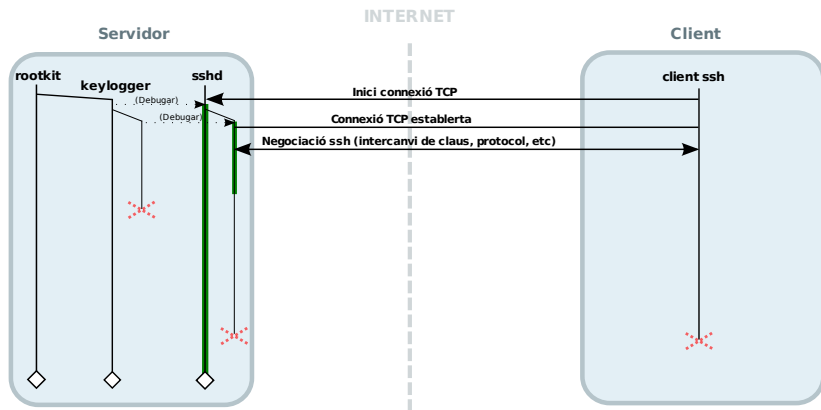 INTERNET
Servidor
Client
rootkit
keylogger
sshd
client ssh
(Debugar)
Inici connexió TCP
(Debugar)
Connexió TCP establerta
Negociació ssh (intercanvi de claus, protocol, etc)